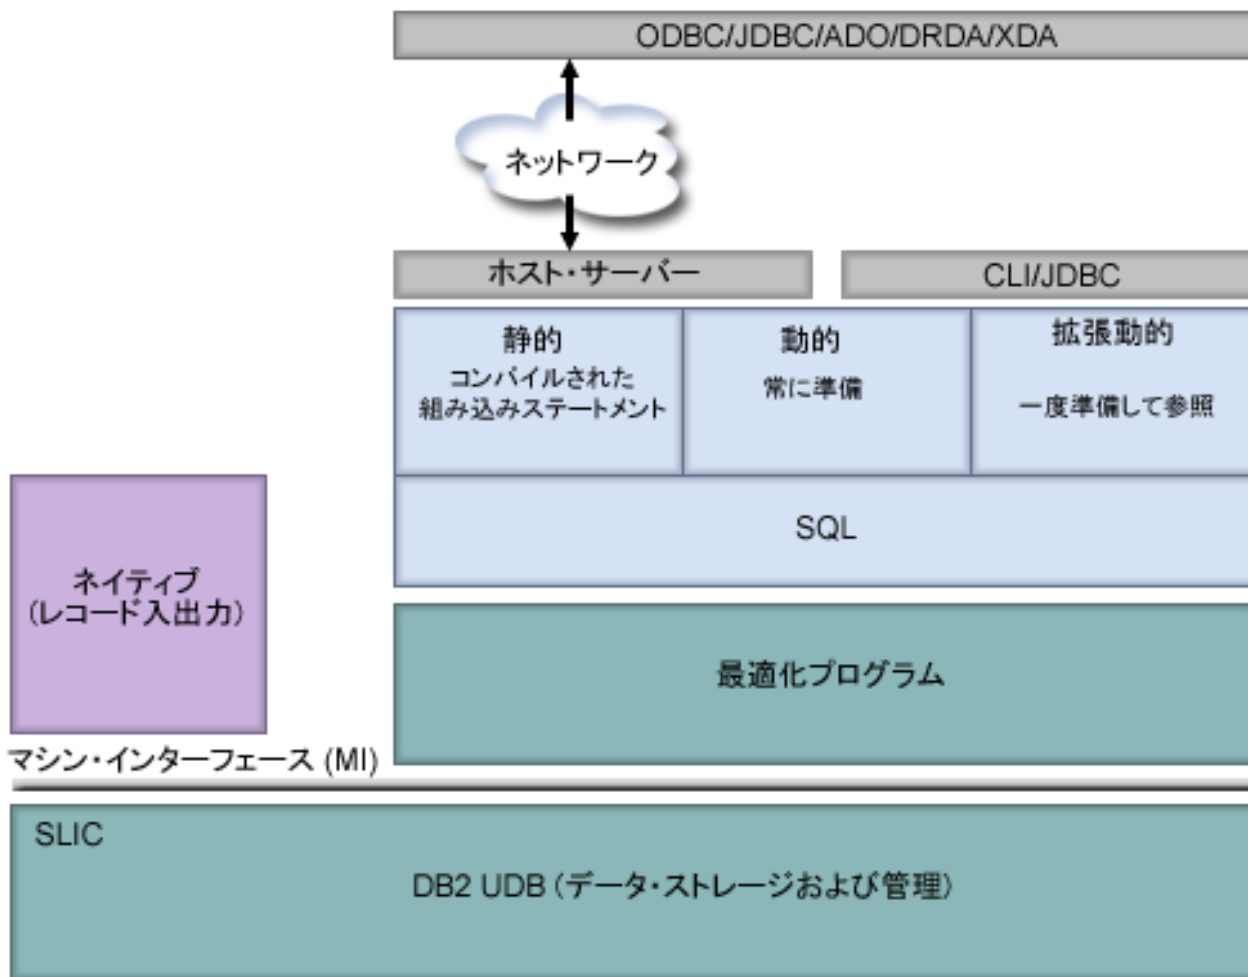 ODBC/JDBC/ADO/DRDA/XDA
ネットワーク
ホスト・サーバー
CLI/JDBC
静的
コンパイルされた
組み込みステートメント
動的
常に準備
拡張動的
一度準備して参照
SQL
ネイティブ
(レコード入出力)
最適化プログラム
マシン・インターフェース (MI)
SLIC
DB2 UDB (データ・ストレージおよび管理)